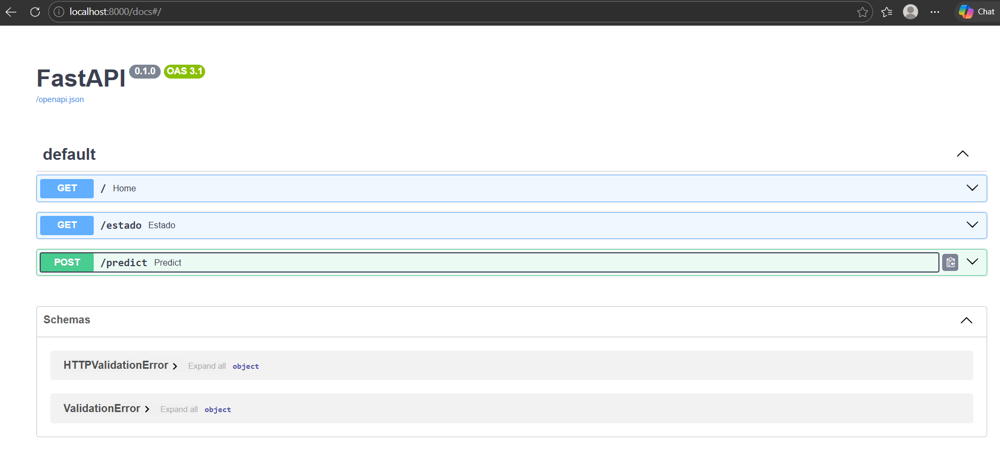 localhost:8000/docs#/
Chat
FastAPI 0.1.0 OAS 3.1
/openapi.json
default
GET / Home
GET /estado Estado
POST /predict Predict
Schemas
HTTPValidationError Expand all object
ValidationError Expand all object